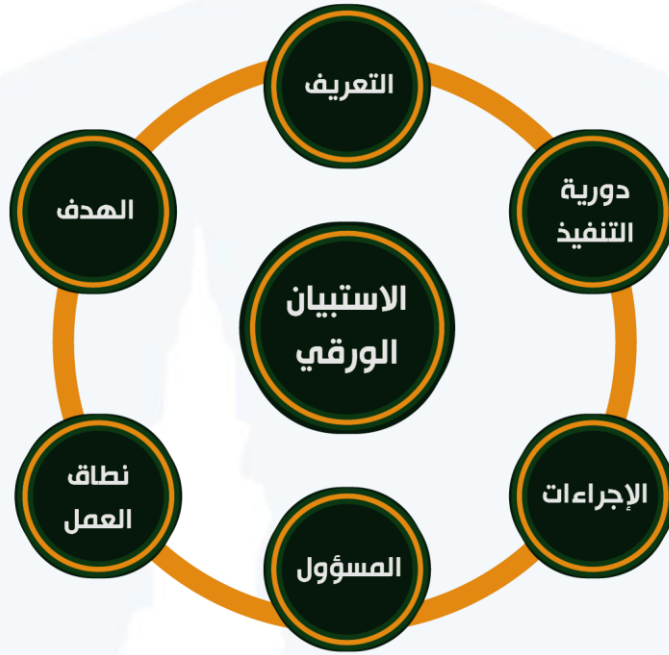 التعريف
دورية
التنفيذ
الهدف
الاستبيان
الورقي
الإجراءات
نطاق
العمل
المسؤول